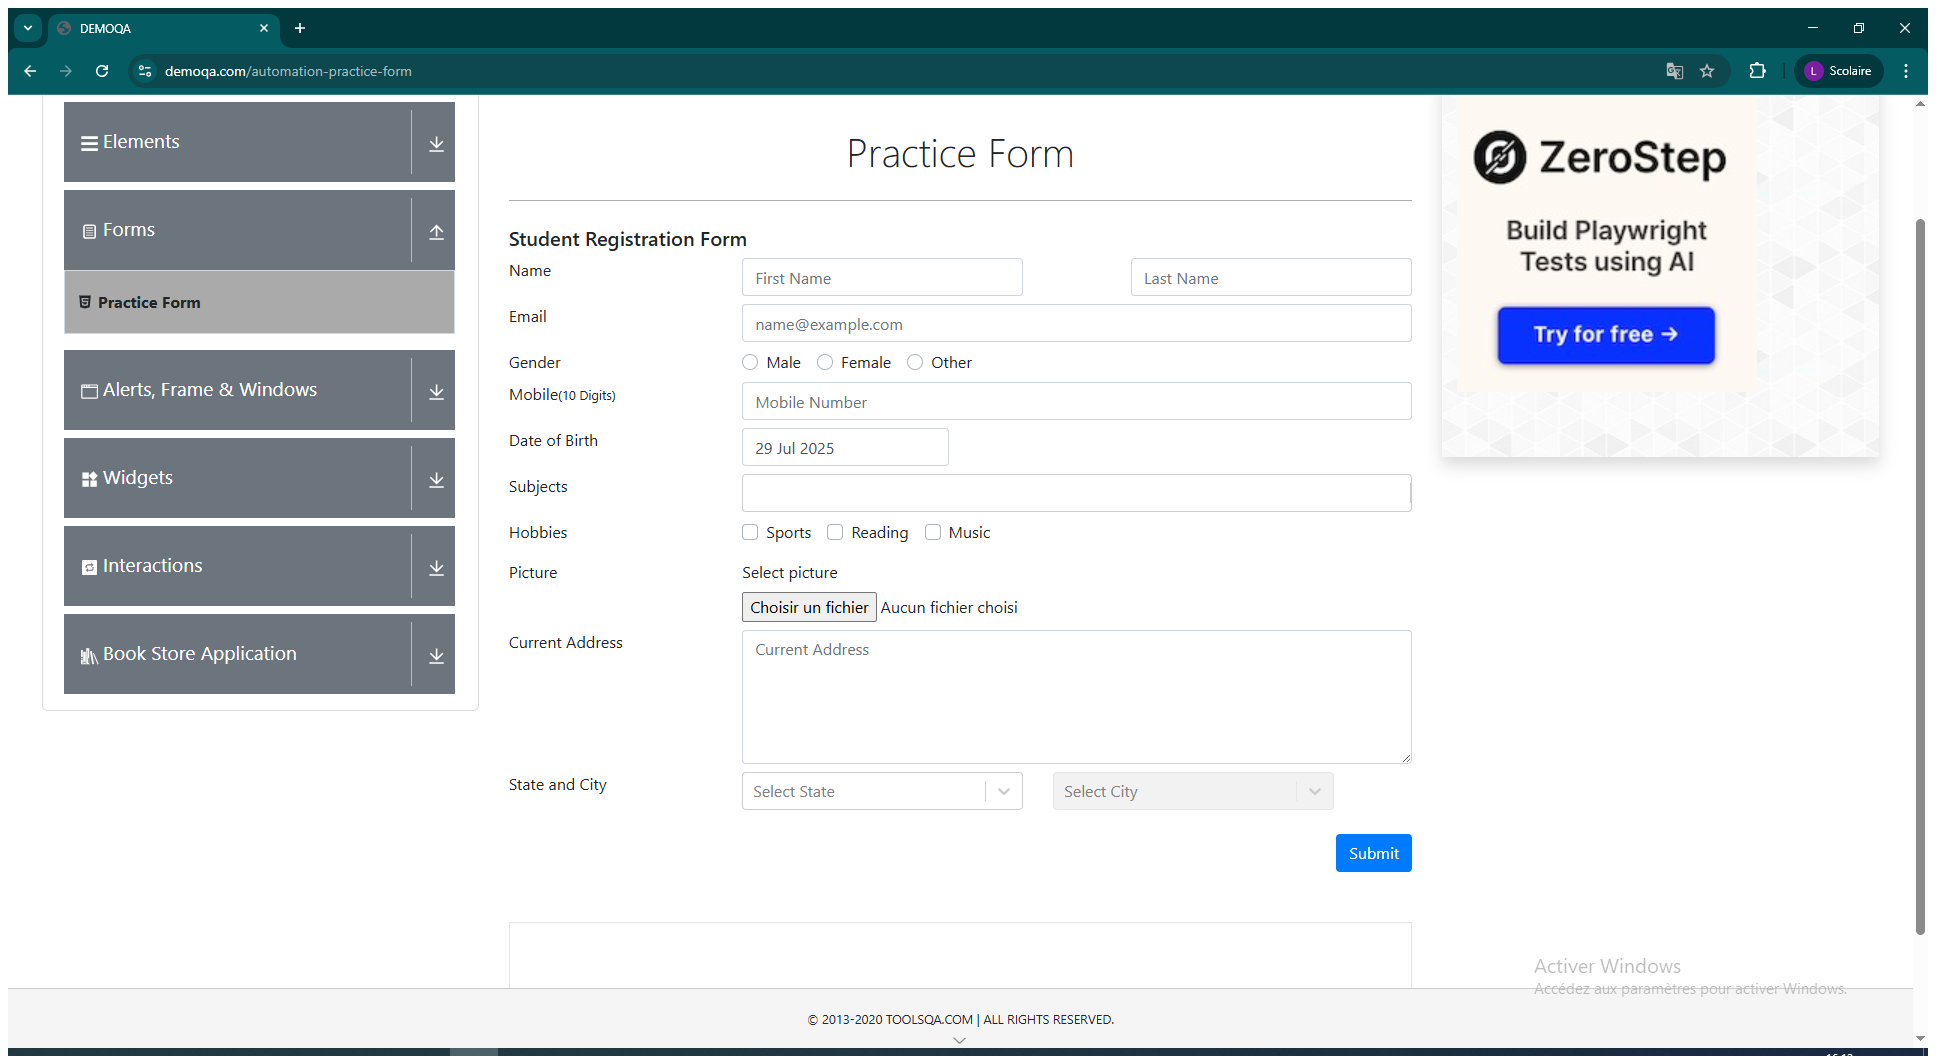 DEMOQA
demoqa.com/automation-practice-form
L Scolaire
Elements
Forms
Practice Form
Alerts, Frame & Windows
Widgets
Interactions
Book Store Application
Practice Form
Student Registration Form
Name First Name Last Name
Email name@example.com
Gender Male Female Other
Mobile(10 Digits) Mobile Number
Date of Birth 29 Jul 2025
Subjects
Hobbies Sports Reading Music
Picture Select picture
Choisir un fichier Aucun fichier choisi
Current Address Current Address
State and City Select State Select City
Submit
ZeroStep
Build Playwright
Tests using AI
Try for free →
Activer Windows
Accédez aux paramètres pour activer Windows.
© 2013-2020 TOOLSQA.COM | ALL RIGHTS RESERVED.